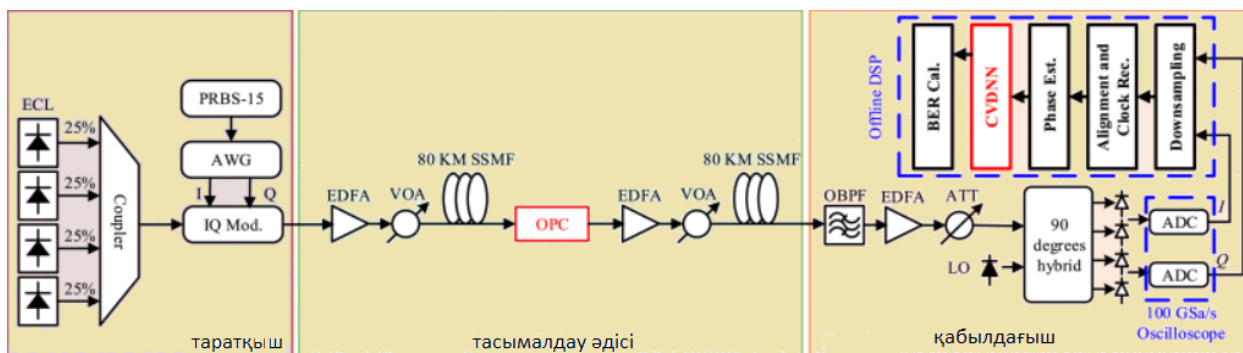 ECL
25%
25%
25%
25%
Coupler
PRBS-15
AWG
I
Q
IQ Mod.
таратқыш
EDFA
VOA
80 KM SSMF
OPC
EDFA
VOA
80 KM SSMF
тасымалдау әдісі
Offline DSP
BER Cal.
CVDNN
Phase Est.
Alignment and
Clock Rec.
Downsampling
OBPF
EDFA
ATT
LO
90
degrees
hybrid
ADC
I
ADC
Q
100 GSa/s
Oscilloscope
қабылдағыш